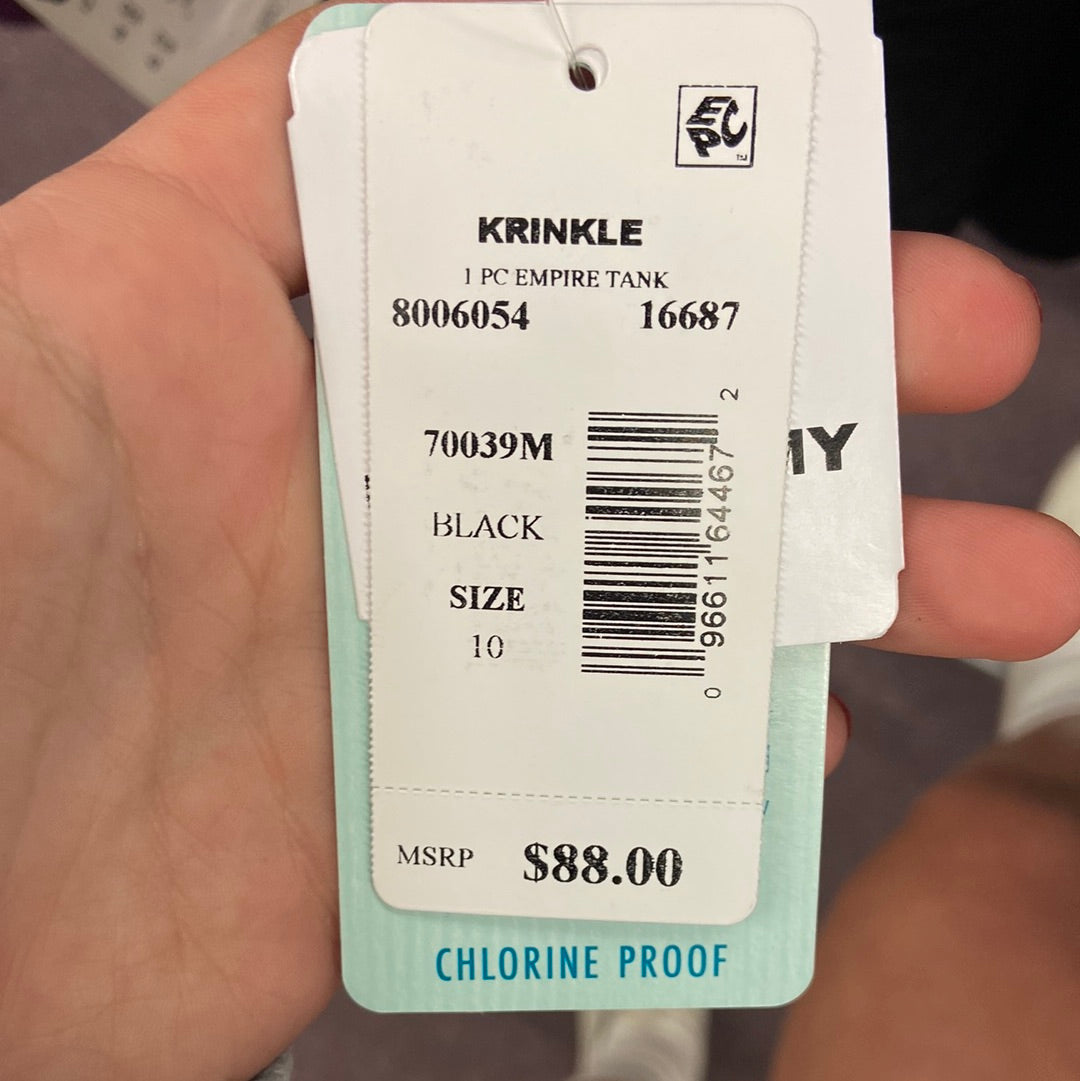 EPC
TM
KRINKLE
1 PC EMPIRE TANK
8006054 16687
70039M
BLACK
SIZE
10
0 96611 64467 2
MY
MSRP $88.00
CHLORINE PROOF